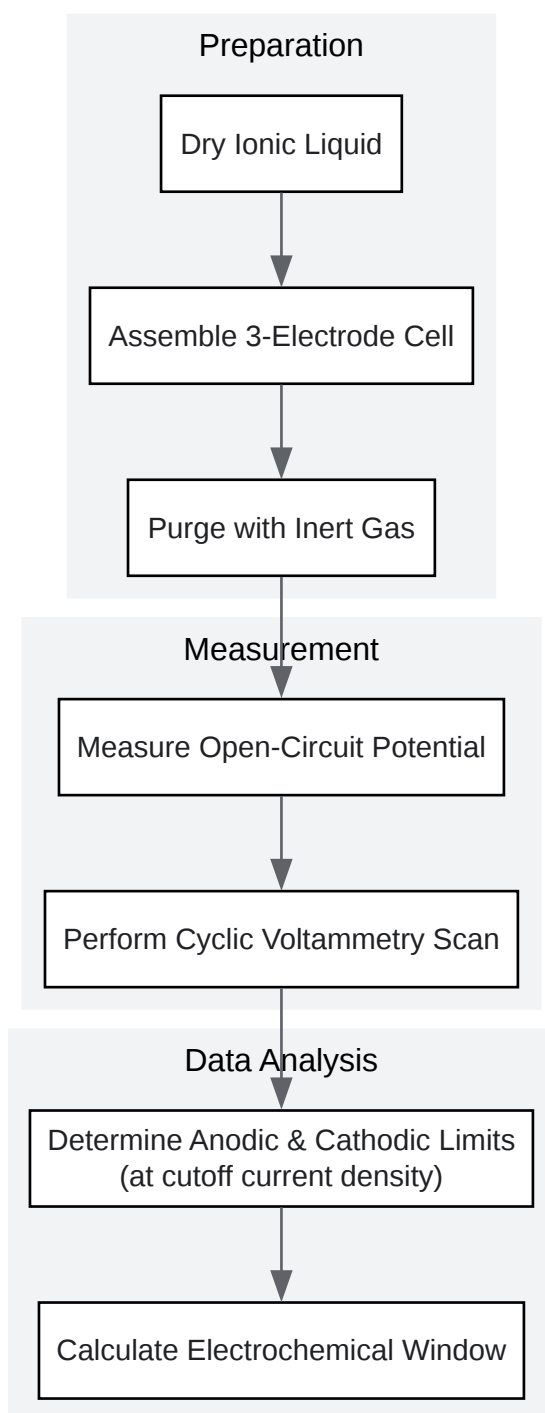 Preparation
Dry Ionic Liquid
Assemble 3-Electrode Cell
Purge with Inert Gas
Measurement
Measure Open-Circuit Potential
Perform Cyclic Voltammetry Scan
Data Analysis
Determine Anodic & Cathodic Limits
(at cutoff current density)
Calculate Electrochemical Window